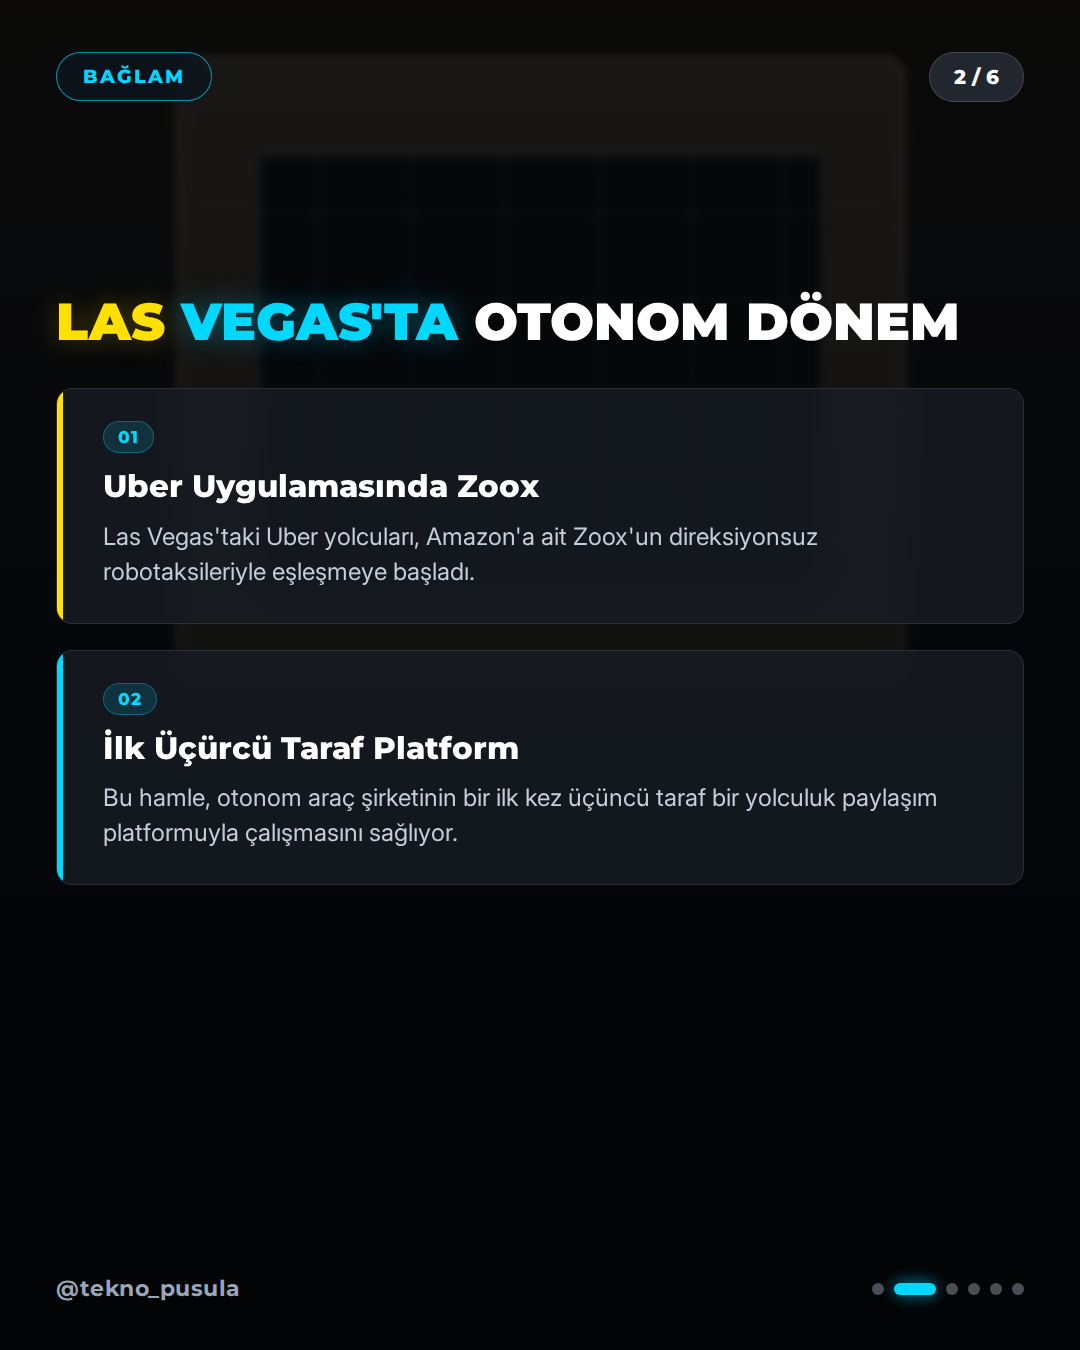 BAĞLAM
2 / 6
LAS VEGAS'TA OTONOM DÖNEM
01
Uber Uygulamasında Zoox
Las Vegas'taki Uber yolcuları, Amazon'a ait Zoox'un direksiyonsuz
robotaksileriyle eşleşmeye başladı.
02
İlk Üçürcü Taraf Platform
Bu hamle, otonom araç şirketinin bir ilk kez üçüncü taraf bir yolculuk paylaşım
platformuyla çalışmasını sağlıyor.
@tekno_pusula